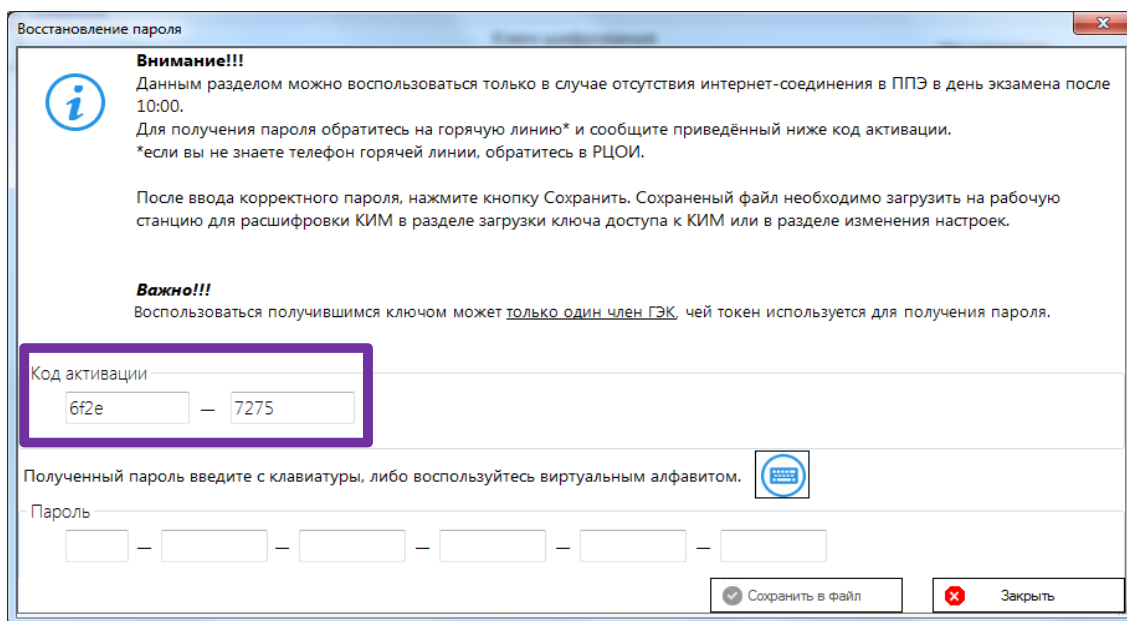 Восстановление пароля
Внимание!!!
Данным разделом можно воспользоваться только в случае отсутствия интернет-соединения в ППЭ в день экзамена после
10:00.
Для получения пароля обратитесь на горячую линию* и сообщите приведённый ниже код активации.
*если вы не знаете телефон горячей линии, обратитесь в РЦОИ.
После ввода корректного пароля, нажмите кнопку Сохранить. Сохраненый файл необходимо загрузить на рабочую
станцию для расшифровки КИМ в разделе загрузки ключа доступа к КИМ или в разделе изменения настроек.
Важно!!!
Воспользоваться получившимся ключом может только один член ГЭК, чей токен используется для получения пароля.
Код активации
6f2e — 7275
Полученный пароль введите с клавиатуры, либо воспользуйтесь виртуальным алфавитом.
Пароль
— — — — —
Сохранить в файл Закрыть